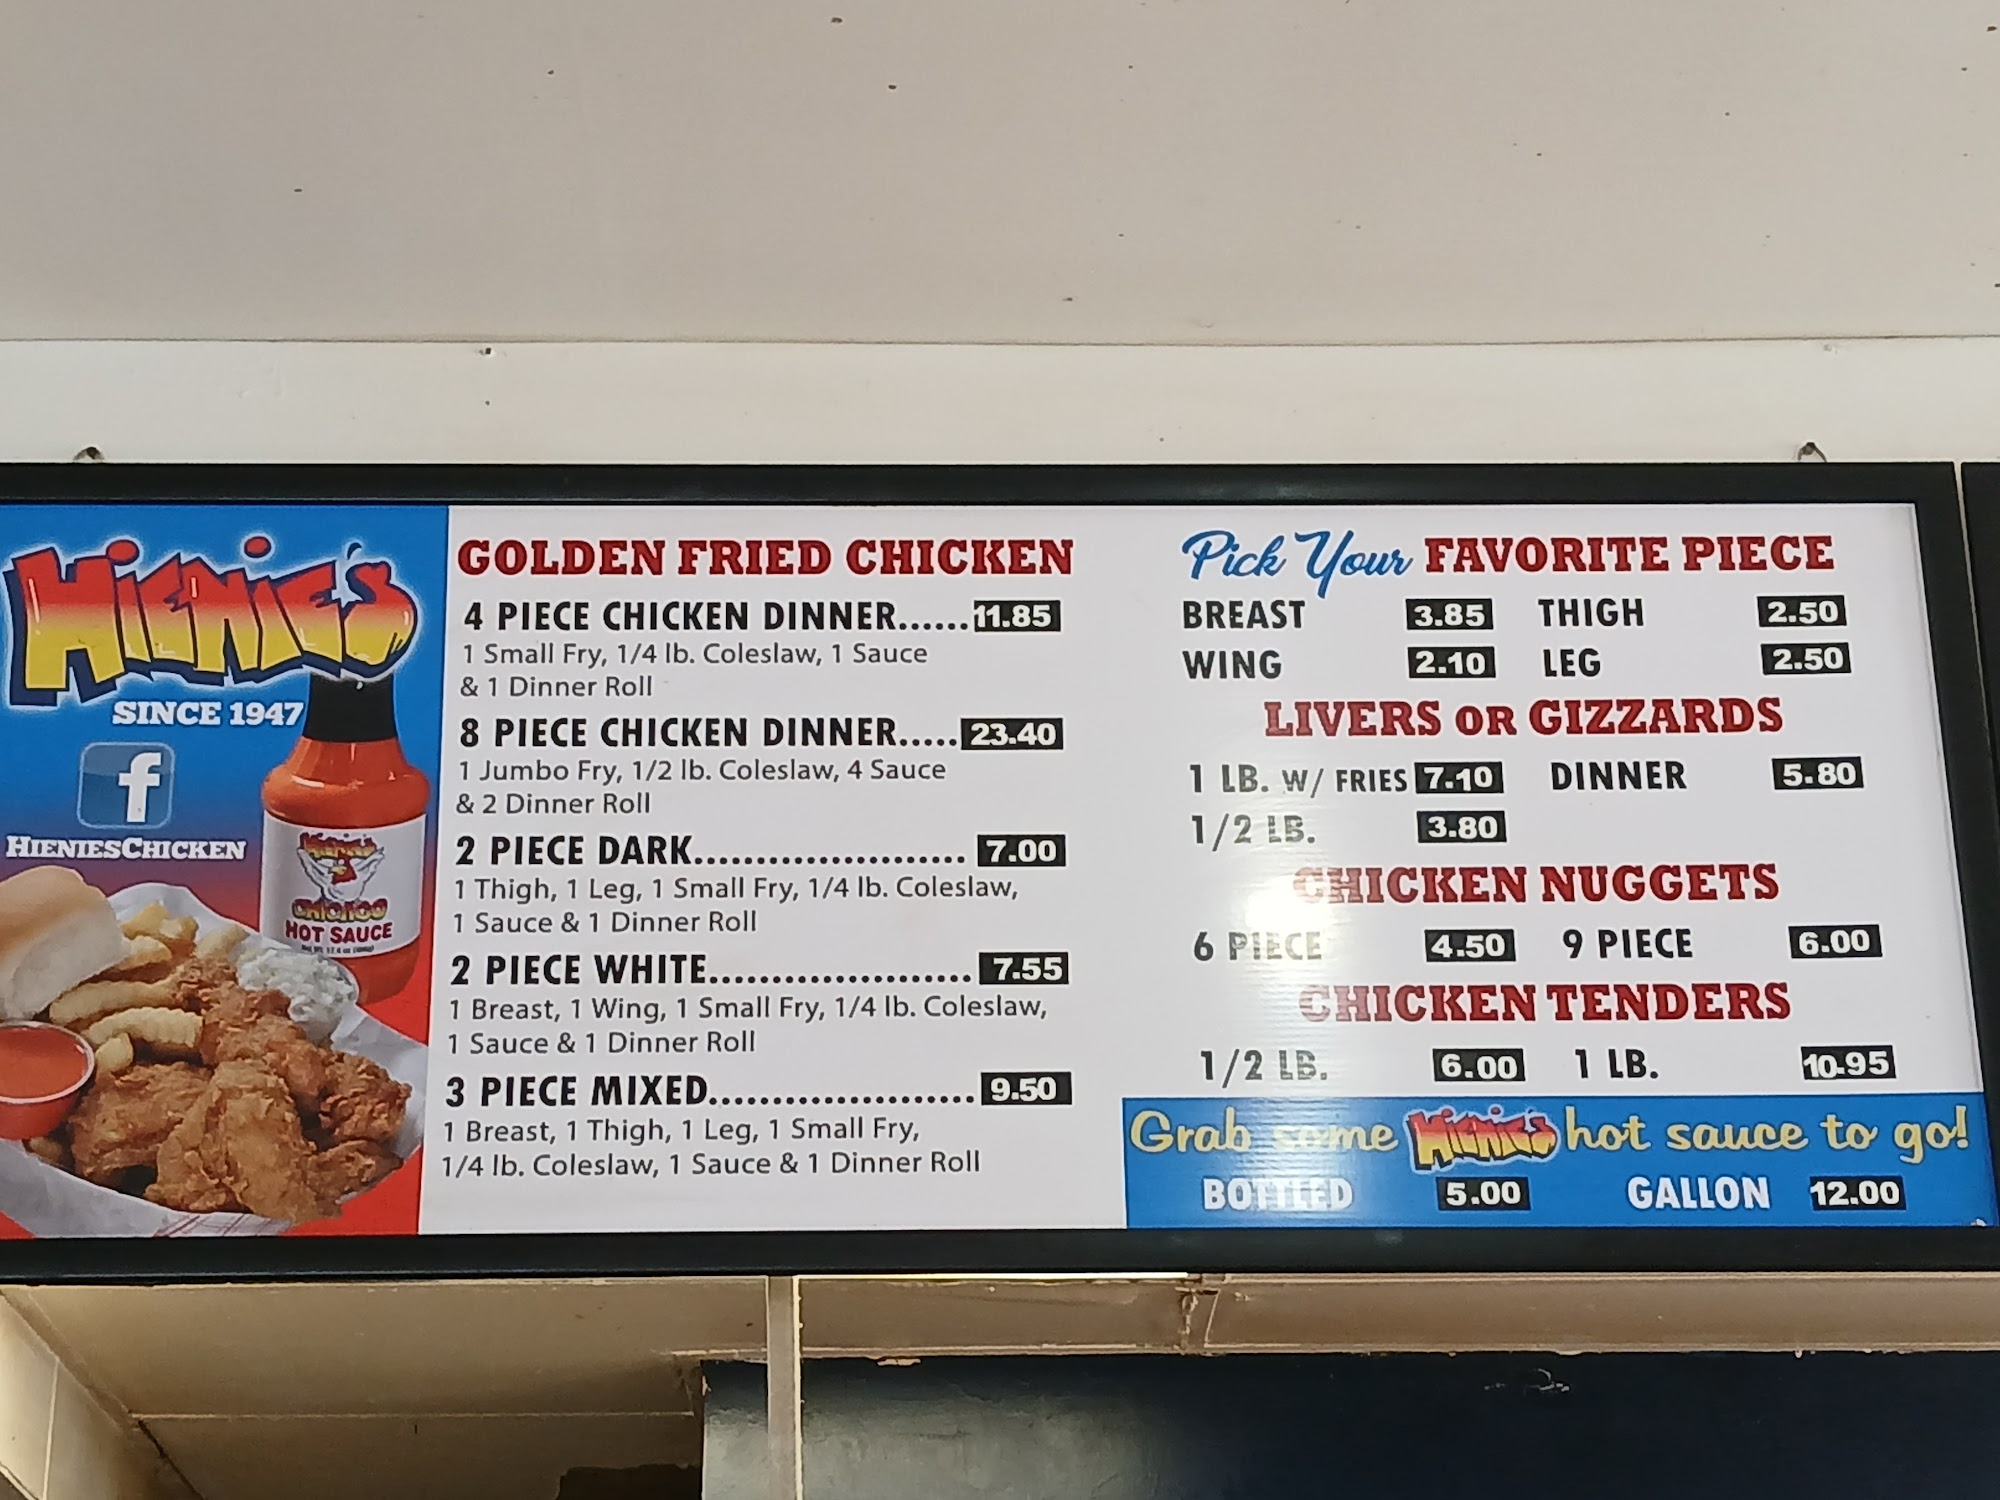 HiENiE'S
SINCE 1947
f
HIENIESCHICKEN
HiENiE'S
CHICAGO
HOT SAUCE
GOLDEN FRIED CHICKEN
4 PIECE CHICKEN DINNER......11.85
1 Small Fry, 1/4 lb. Coleslaw, 1 Sauce
& 1 Dinner Roll
8 PIECE CHICKEN DINNER.....23.40
1 Jumbo Fry, 1/2 lb. Coleslaw, 4 Sauce
& 2 Dinner Roll
2 PIECE DARK...................... 7.00
1 Thigh, 1 Leg, 1 Small Fry, 1/4 lb. Coleslaw,
1 Sauce & 1 Dinner Roll
2 PIECE WHITE..................... 7.55
1 Breast, 1 Wing, 1 Small Fry, 1/4 lb. Coleslaw,
1 Sauce & 1 Dinner Roll
3 PIECE MIXED.....................9.50
1 Breast, 1 Thigh, 1 Leg, 1 Small Fry,
1/4 lb. Coleslaw, 1 Sauce & 1 Dinner Roll
Pick Your FAVORITE PIECE
BREAST 3.85 THIGH 2.50
WING 2.10 LEG 2.50
LIVERS OR GIZZARDS
1 LB. W/ FRIES 7.10 DINNER 5.80
1/2 LB. 3.80
CHICKEN NUGGETS
6 PIECE 4.50 9 PIECE 6.00
CHICKEN TENDERS
1/2 LB. 6.00 1 LB. 10.95
Grab some HiENiE'S hot sauce to go!
BOTTLED 5.00 GALLON 12.00